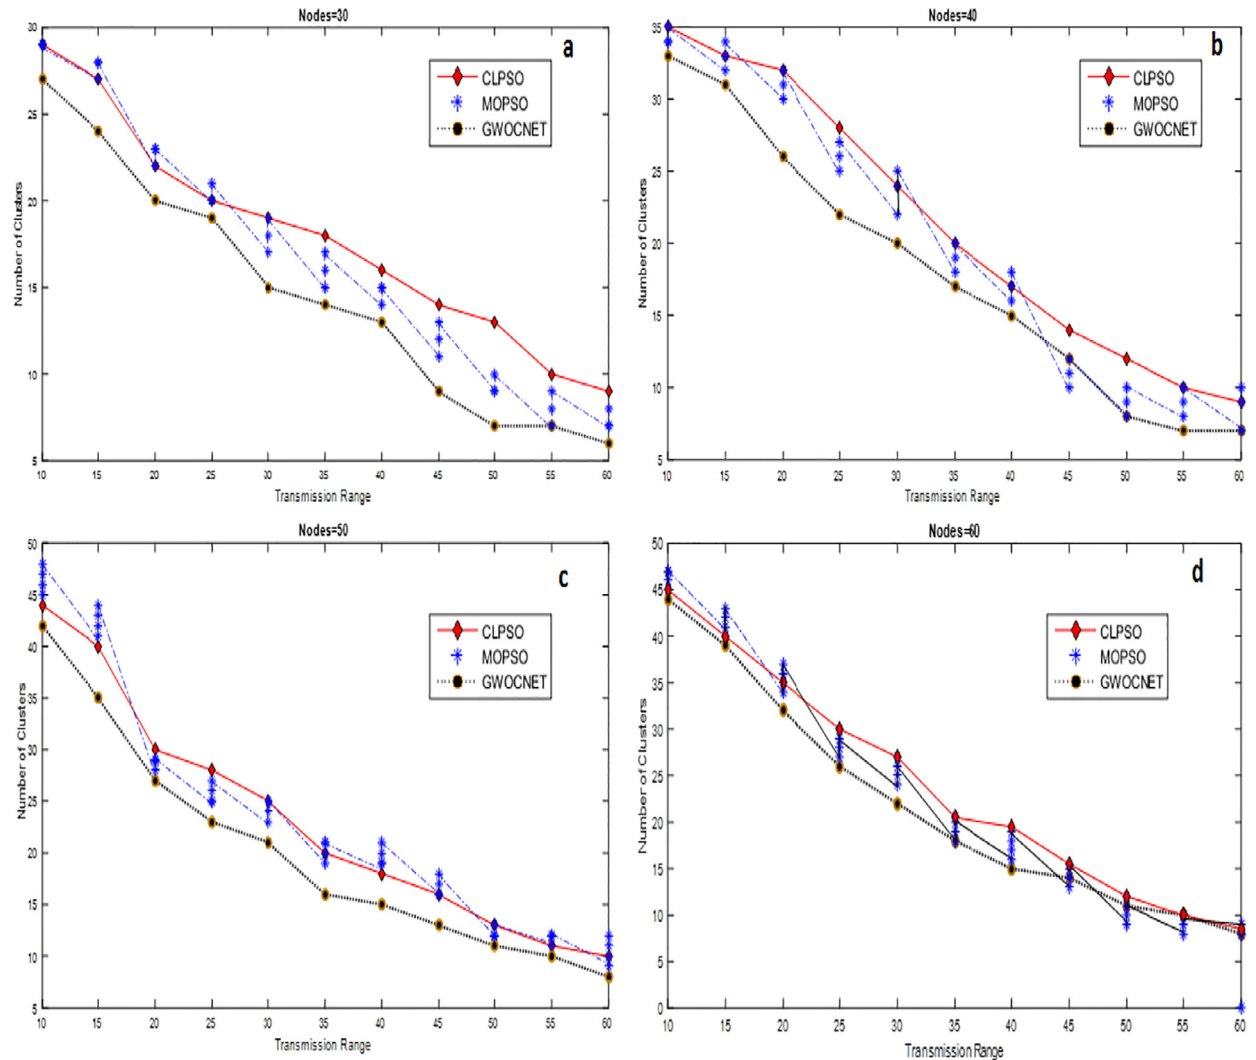 Nodes=30
a
30
25
20
15
10
5
Number of Clusters
CLPSO
MOPSO
GWOCNET
10 15 20 25 30 35 40 45 50 55 60
Transmission Range
Nodes=40
b
35
30
25
20
15
10
5
Number of Clusters
CLPSO
MOPSO
GWOCNET
10 15 20 25 30 35 40 45 50 55 60
Transmission Range
Nodes=50
c
50
45
40
35
30
25
20
15
10
5
Number of Clusters
CLPSO
MOPSO
GWOCNET
10 15 20 25 30 35 40 45 50 55 60
Transmission Range
Nodes=60
d
50
45
40
35
30
25
20
15
10
5
0
Number of Clusters
CLPSO
MOPSO
GWOCNET
10 15 20 25 30 35 40 45 50 55 60
Transmission Range